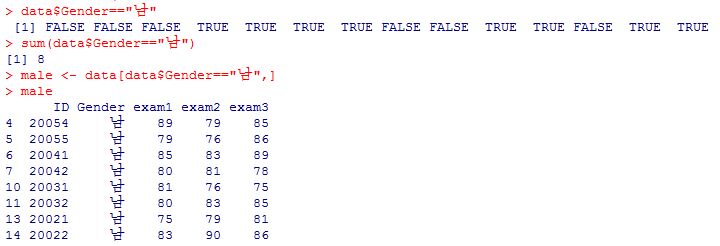 > data$Gender=="남"
[1] FALSE FALSE FALSE TRUE TRUE TRUE TRUE FALSE FALSE TRUE TRUE FALSE TRUE TRUE
> sum(data$Gender=="남")
[1] 8
> male <- data[data$Gender=="남",]
> male
ID Gender exam1 exam2 exam3
4 20054 남 89 79 85
5 20055 남 79 76 86
6 20041 남 85 83 89
7 20042 남 80 81 78
10 20031 남 81 76 75
11 20032 남 80 83 85
13 20021 남 75 79 81
14 20022 남 83 90 86